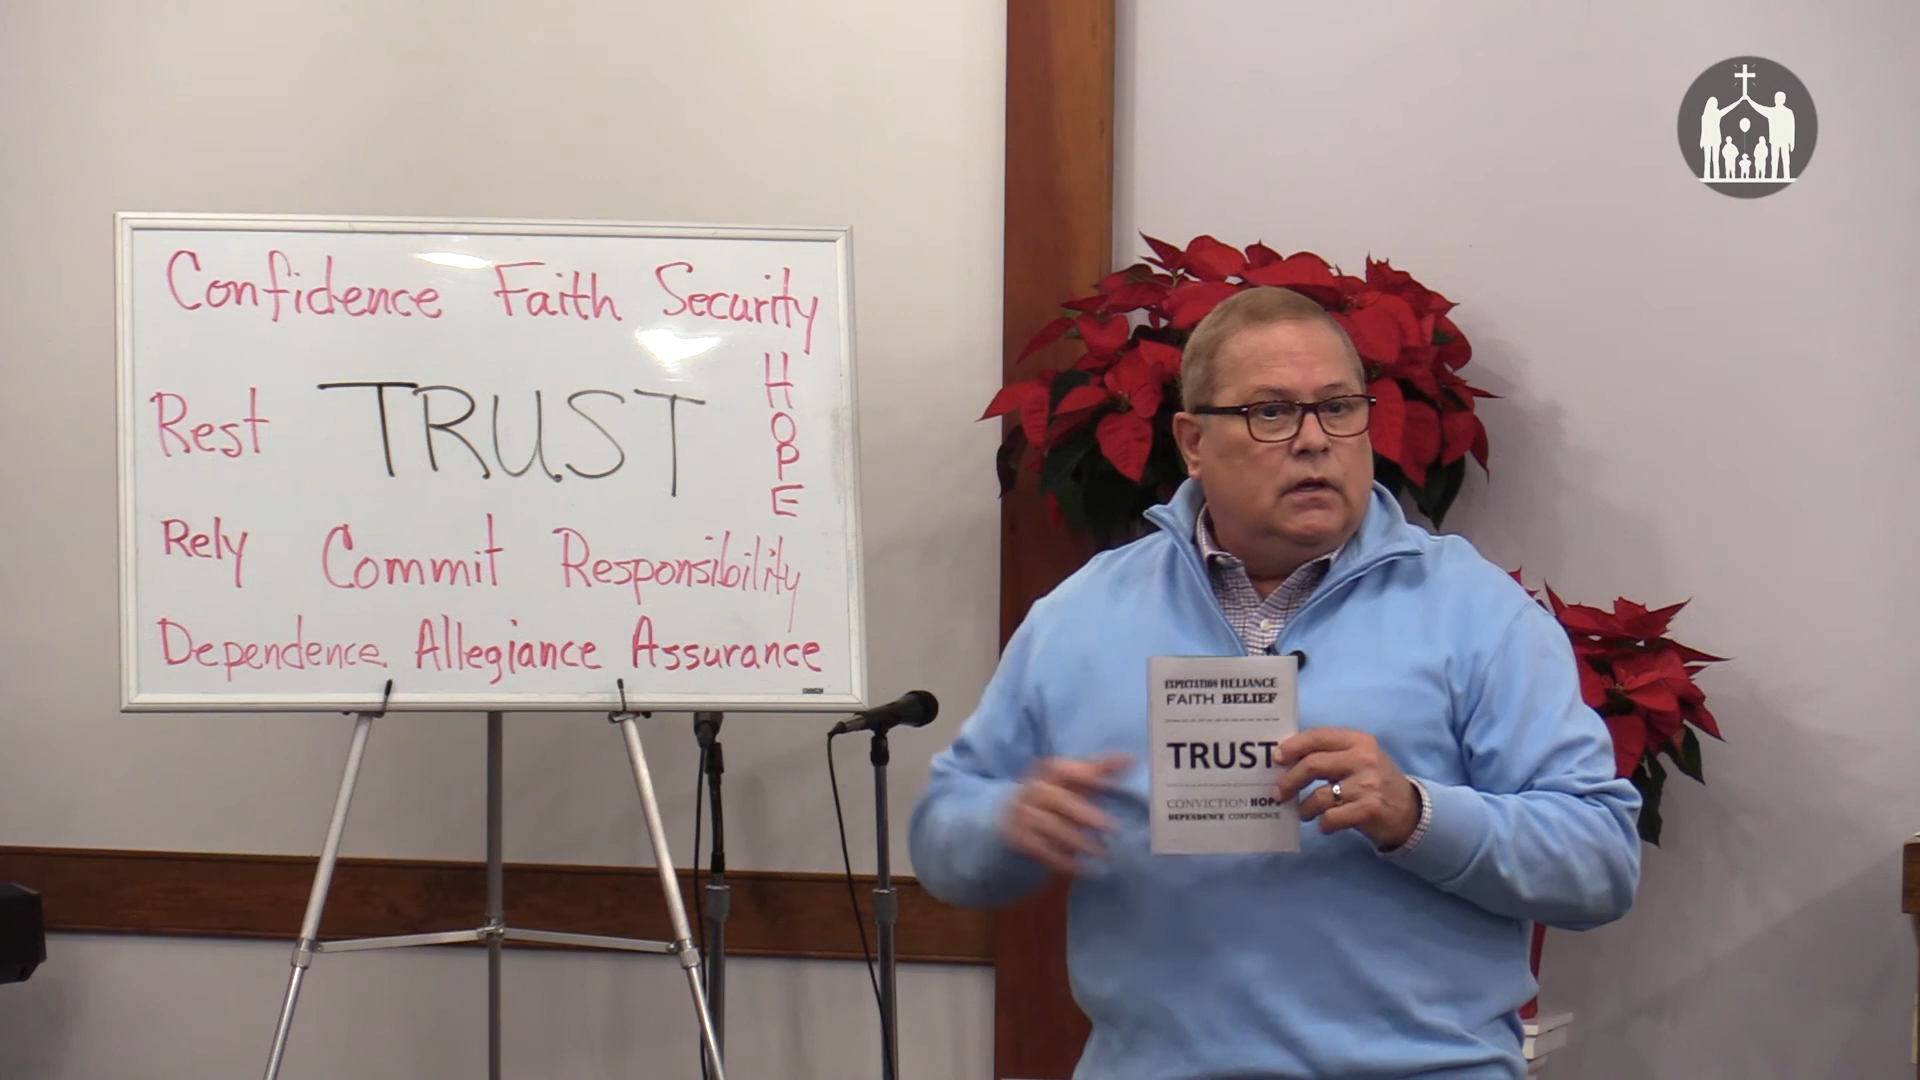 Confidence Faith Security
Rest TRUST HOPE
Rely Commit Responsibility
Dependence Allegiance Assurance
EXPECTATION RELIANCE
FAITH BELIEF
TRUST
CONVICTION HOPE
DEPENDENCE CONFIDENCE